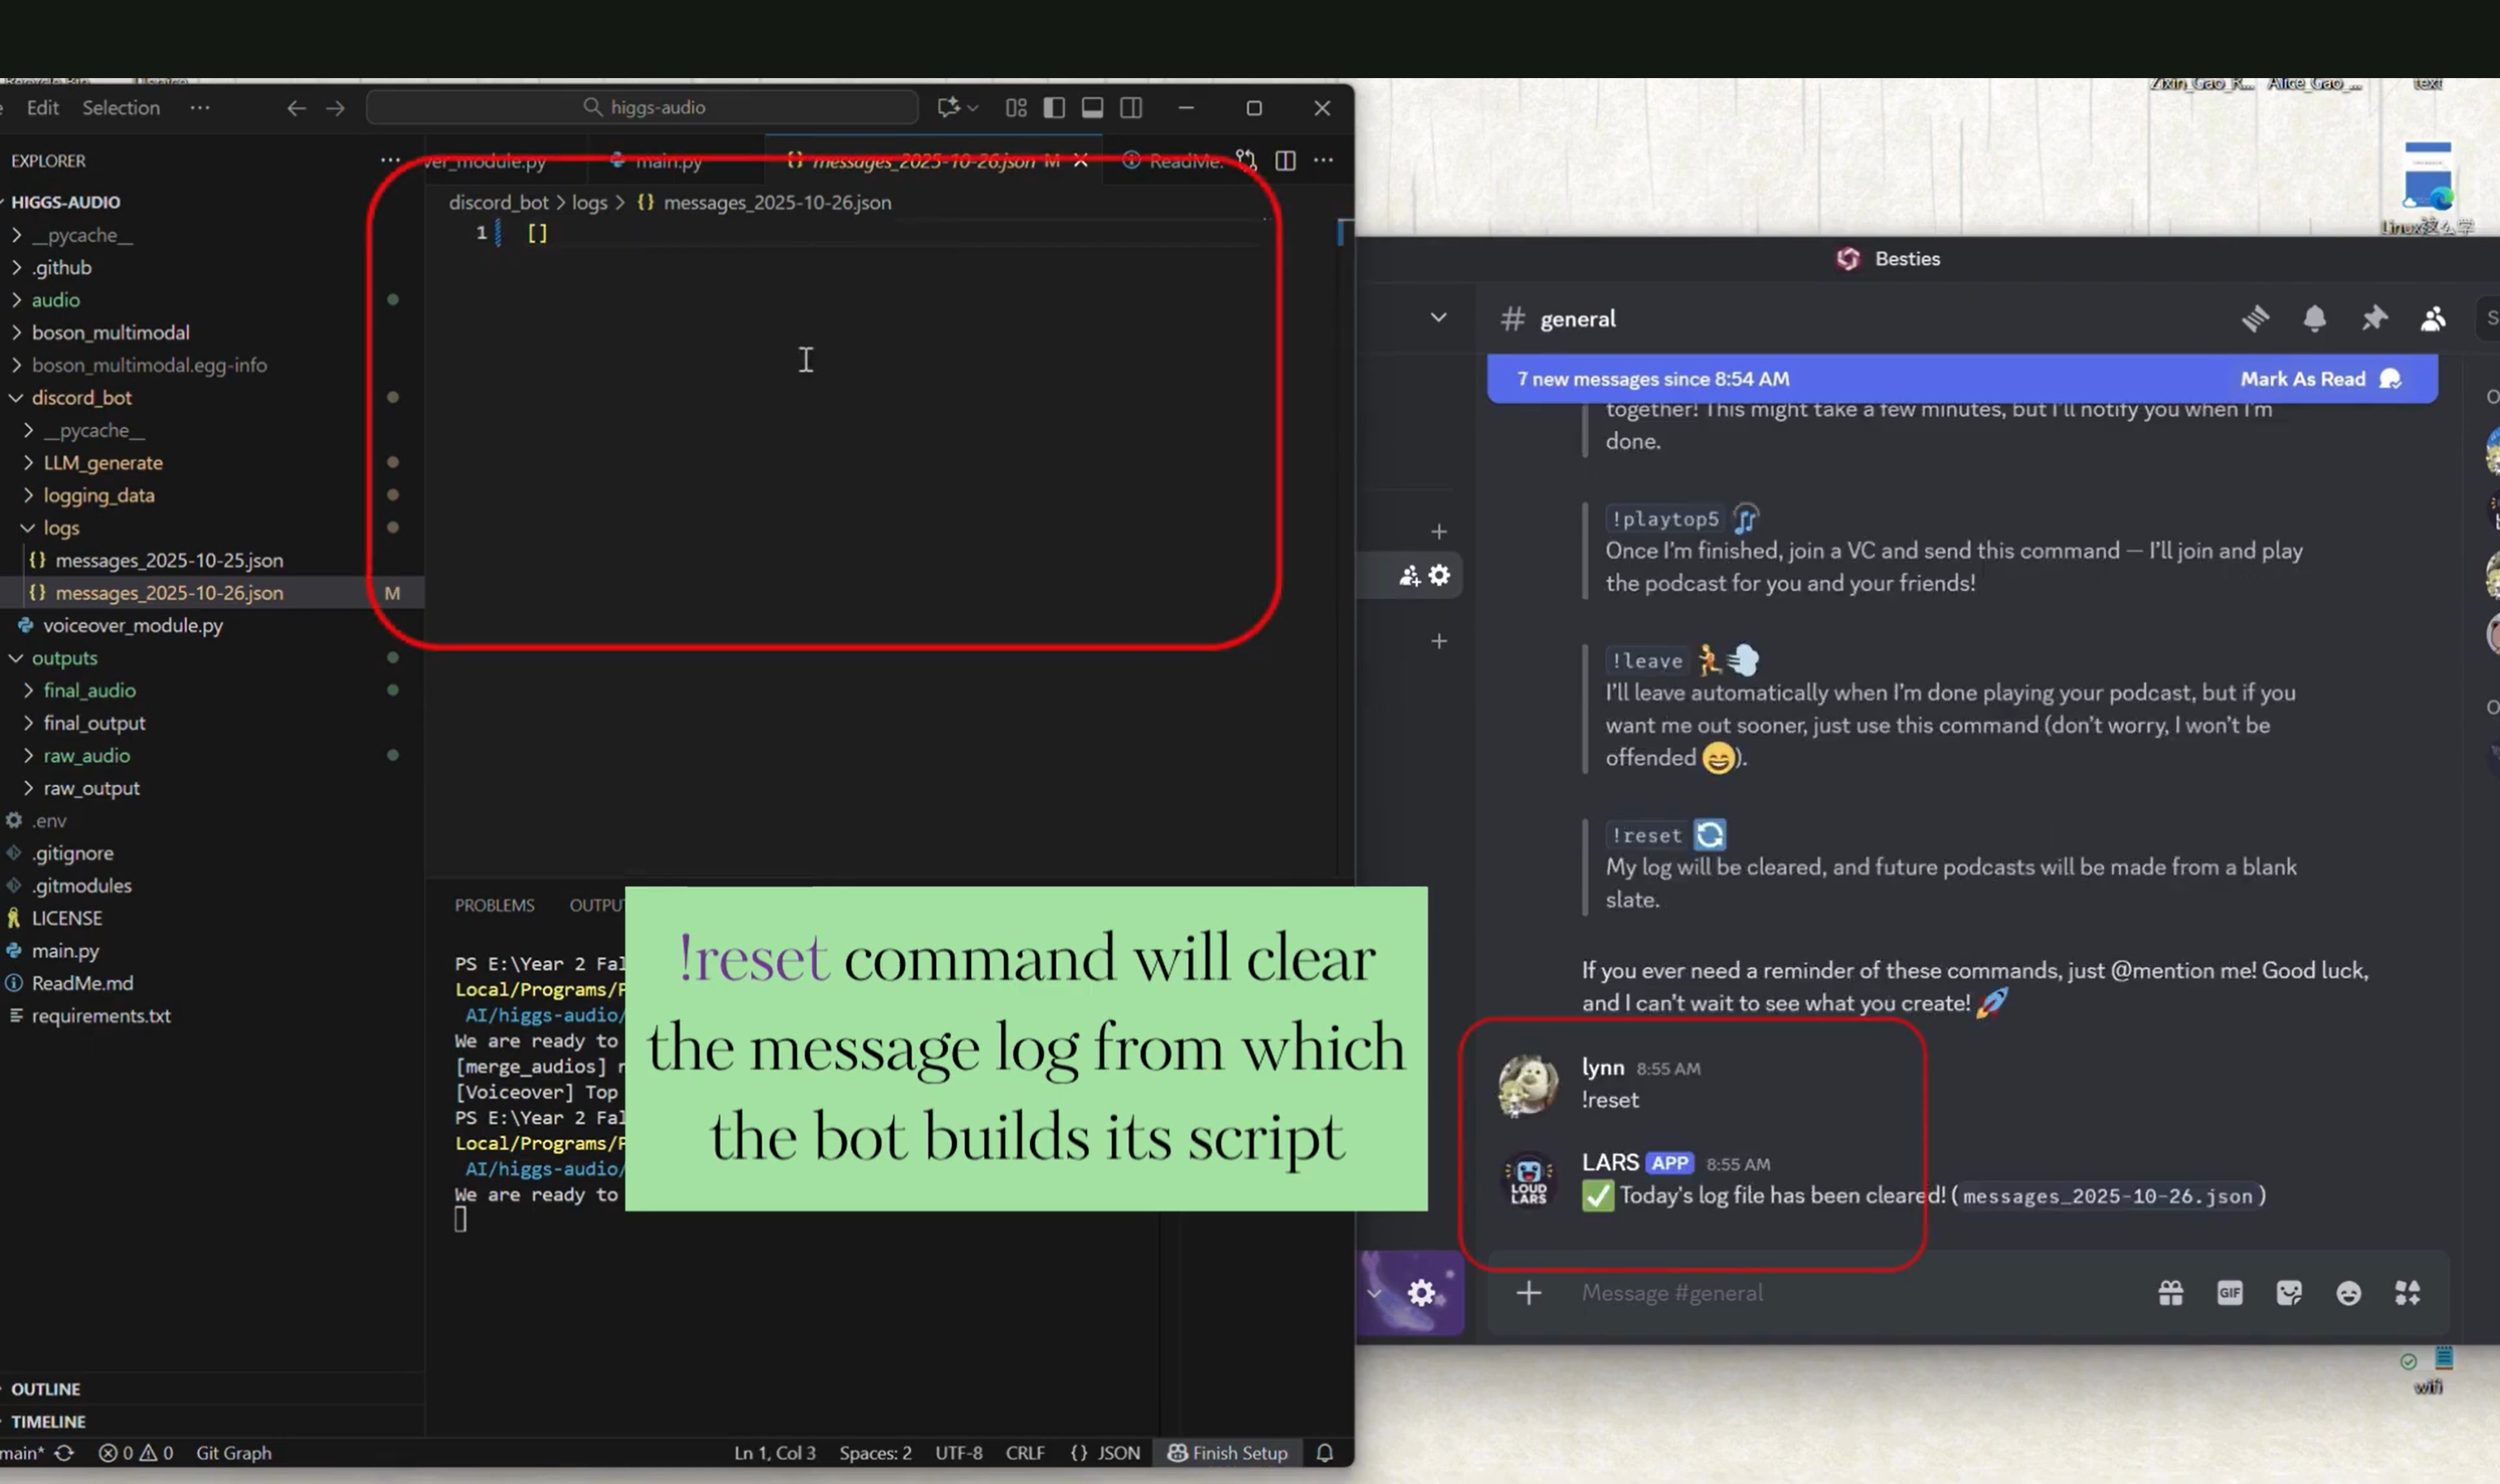 Edit Selection ···
higgs-audio
EXPLORER ···
HIGGS-AUDIO
__pycache__
.github
audio
boson_multimodal
boson_multimodal.egg-info
discord_bot
__pycache__
LLM_generate
logging_data
logs
{} messages_2025-10-25.json
{} messages_2025-10-26.json M
voiceover_module.py
outputs
final_audio
final_output
raw_audio
raw_output
.env
.gitignore
.gitmodules
LICENSE
main.py
ReadMe.md
requirements.txt
OUTLINE
TIMELINE
main* 0 0 Git Graph
ver_module.py main.py {} messages_2025-10-26.json M ReadMe. ···
discord_bot > logs > {} messages_2025-10-26.json
1 []
PROBLEMS OUTPU
PS E:\Year 2 Fal
Local/Programs/P
AI/higgs-audio/
We are ready to
[merge_audios] r
[Voiceover] Top
PS E:\Year 2 Fal
Local/Programs/P
AI/higgs-audio/
We are ready to
Ln 1, Col 3 Spaces: 2 UTF-8 CRLF {} JSON Finish Setup
!reset command will clear
the message log from which
the bot builds its script
Zixin_Gao_R... Alice_Gao_... text
Linux这么学
Besties
# general
7 new messages since 8:54 AM Mark As Read
together! This might take a few minutes, but I'll notify you when I'm
done.
!playtop5
Once I'm finished, join a VC and send this command — I'll join and play
the podcast for you and your friends!
!leave
I'll leave automatically when I'm done playing your podcast, but if you
want me out sooner, just use this command (don't worry, I won't be
offended 😄).
!reset
My log will be cleared, and future podcasts will be made from a blank
slate.
If you ever need a reminder of these commands, just @mention me! Good luck,
and I can't wait to see what you create! 🚀
lynn 8:55 AM
!reset
LOUD
LARS
LARS APP 8:55 AM
✅ Today's log file has been cleared! (messages_2025-10-26.json)
Message #general
GIF
wifi